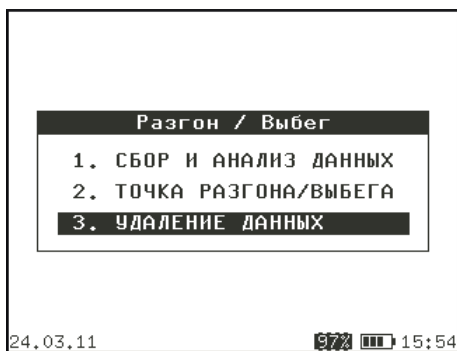 Разгон / Выбег
1. СБОР И АНАЛИЗ ДАННЫХ
2. ТОЧКА РАЗГОНА/ВЫБЕГА
3. УДАЛЕНИЕ ДАННЫХ
24.03.11 97% 15:54